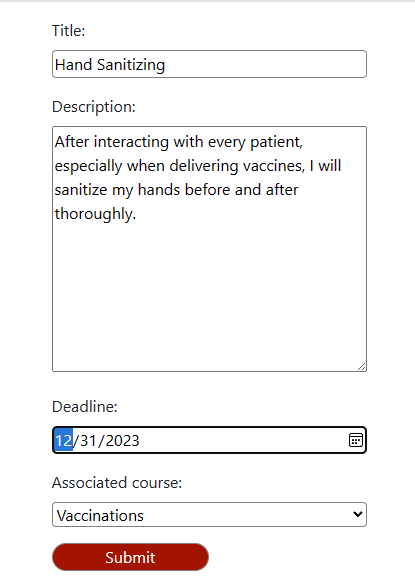 Title:
Hand Sanitizing
Description:
After interacting with every patient,
especially when delivering vaccines, I will
sanitize my hands before and after
thoroughly.
Deadline:
12/31/2023
Associated course:
Vaccinations
Submit